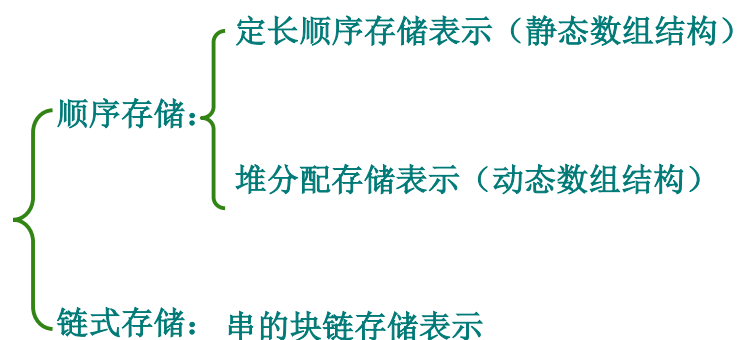 定长顺序存储表示（静态数组结构）
顺序存储：
堆分配存储表示（动态数组结构）
链式存储： 串的块链存储表示